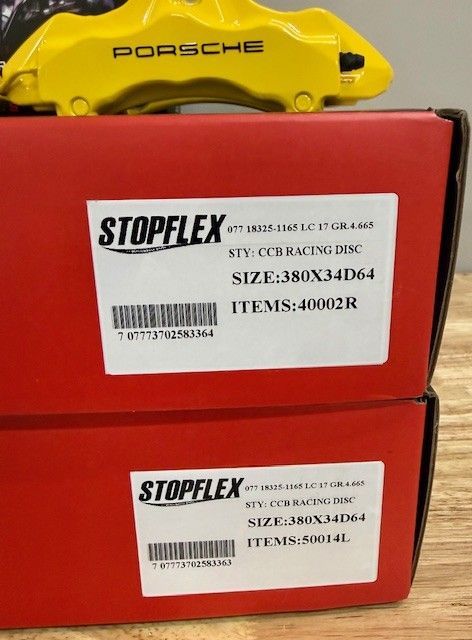 PORSCHE
STOPFLEX 077 18325-1165 LC 17 GR.4.665
STY: CCB RACING DISC
SIZE:380X34D64
ITEMS:40002R
7 07773702583364
STOPFLEX 077 18325-1165 LC 17 GR.4.665
STY: CCB RACING DISC
SIZE:380X34D64
ITEMS:50014L
7 07773702583363